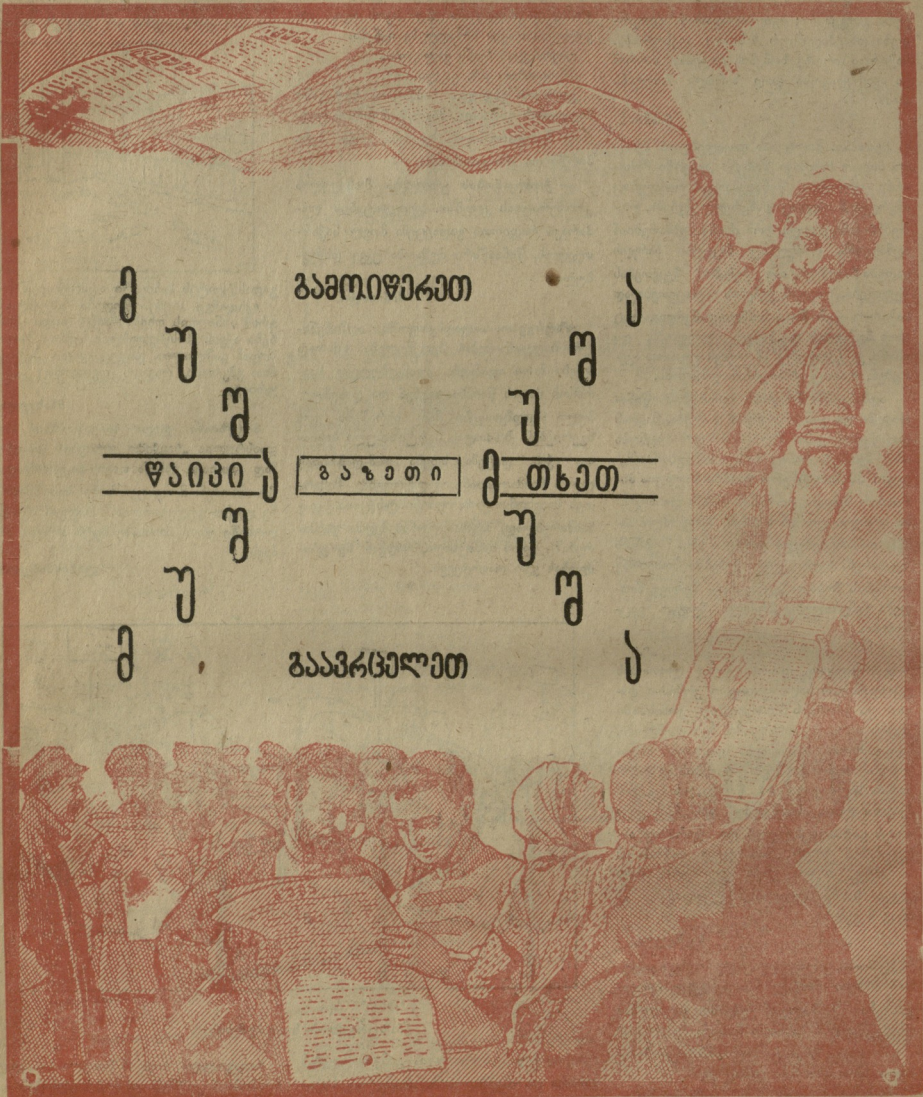 მ გამოიწერეთ ა
უ შ
შ უ
წაიკი ა გაზეთი მ თხეთ
შ უ
უ შ
მ გაავრცელეთ ა